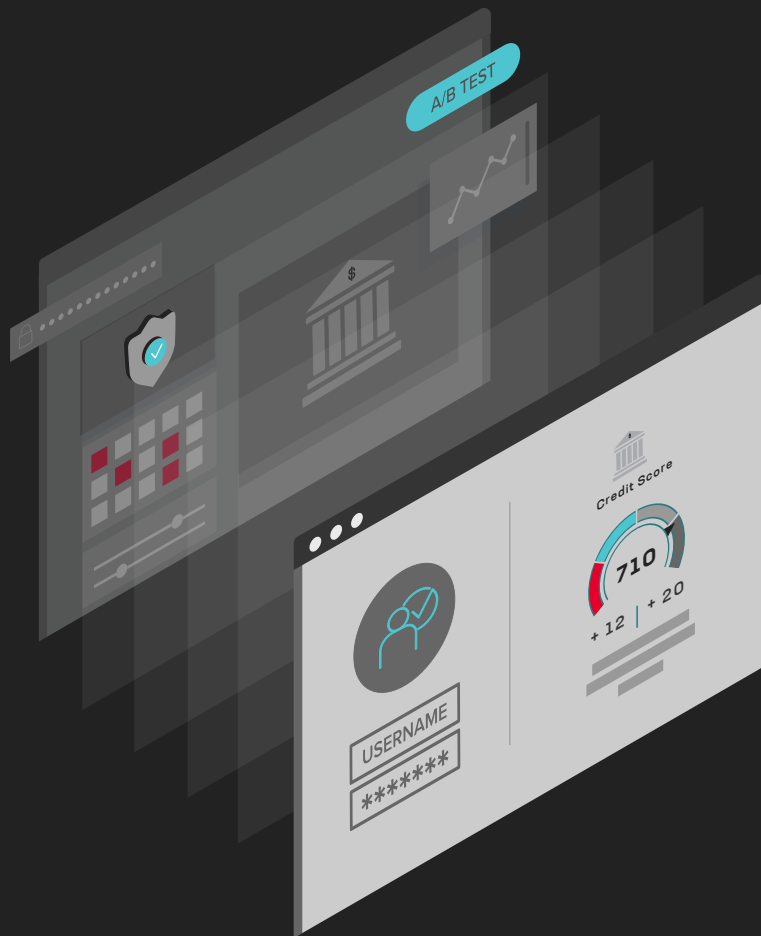 A/B TEST
$
Credit Score
710
+ 12 | + 20
USERNAME
*******